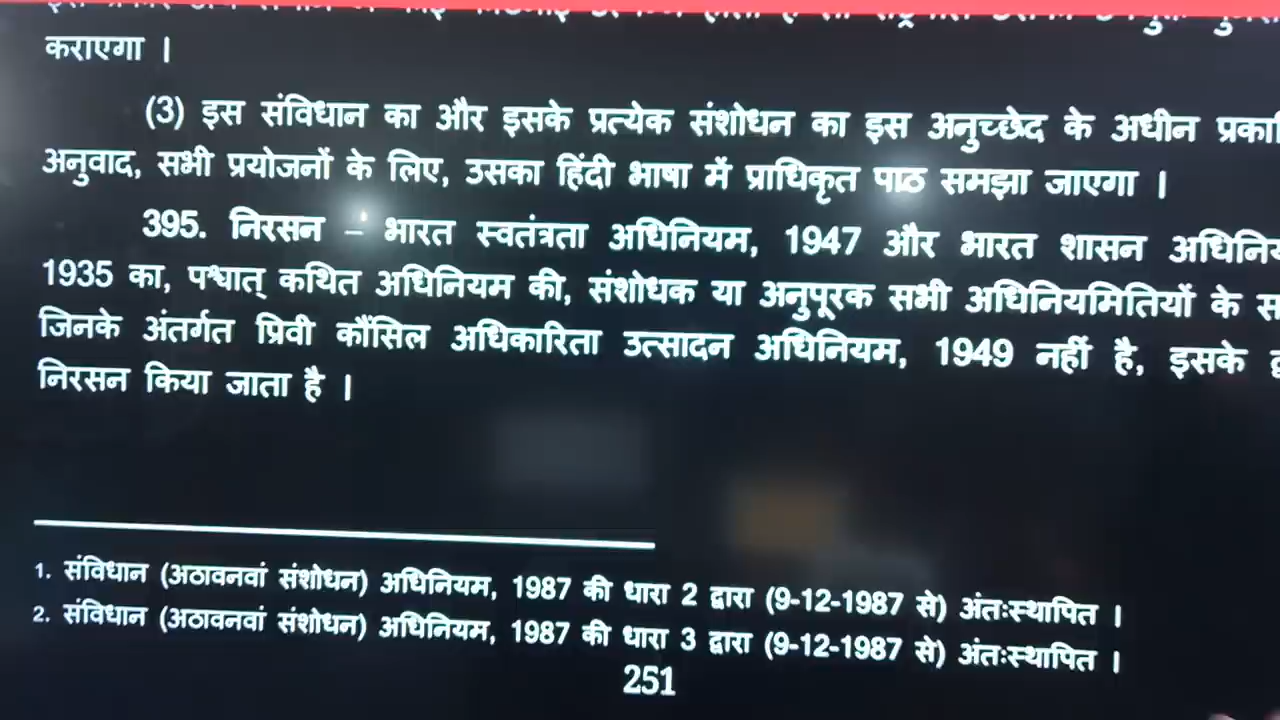 कराएगा ।
(3) इस संविधान का और इसके प्रत्येक संशोधन का इस अनुच्छेद के अधीन
अनुवाद, सभी प्रयोजनों के लिए, उसका हिंदी भाषा में प्राधिकृत पाठ समझा जाएगा ।
395. निरसन – भारत स्वतंत्रता अधिनियम, 1947 और भारत शासन
1935 का, पश्चात् कथित अधिनियम की, संशोधक या अनुपूरक सभी अधिनियमितियों के
जिनके अंतर्गत प्रिवी कौंसिल अधिकारिता उत्सादन अधिनियम, 1949 नहीं है, इसके
निरसन किया जाता है ।
1. संविधान (अठावनवां संशोधन) अधिनियम, 1987 की धारा 2 द्वारा (9-12-1987 से) अंतःस्थापित ।
2. संविधान (अठावनवां संशोधन) अधिनियम, 1987 की धारा 3 द्वारा (9-12-1987 से) अंतःस्थापित ।
251